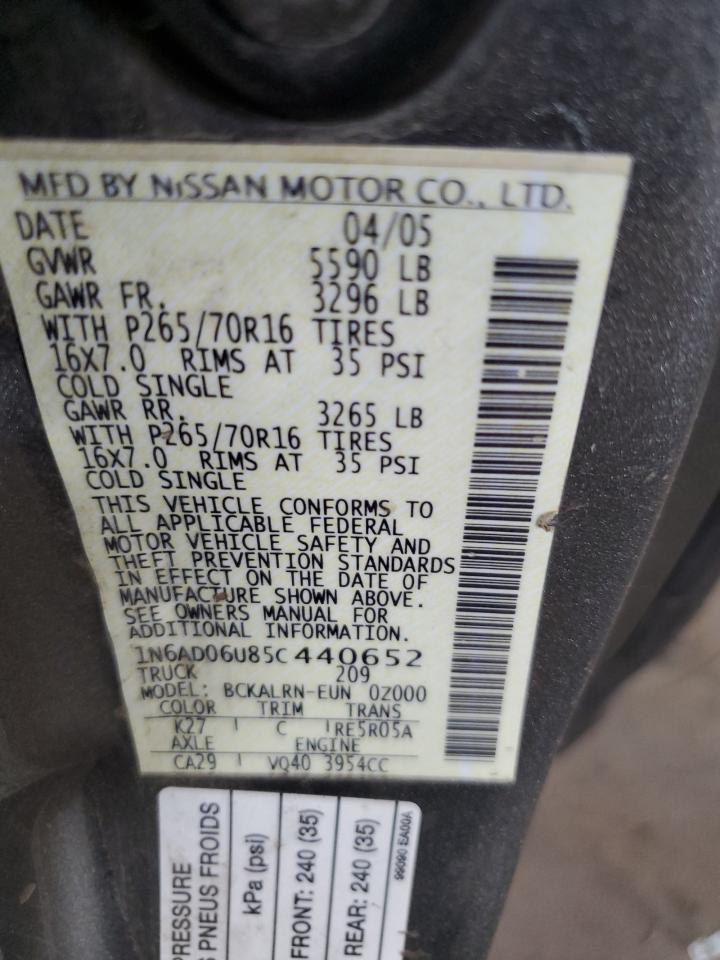 MFD BY NISSAN MOTOR CO., LTD.
DATE 04/05
GVWR 5590 LB
GAWR FR. 3296 LB
WITH P265/70R16 TIRES
16X7.0 RIMS AT 35 PSI
COLD SINGLE
GAWR RR. 3265 LB
WITH P265/70R16 TIRES
16X7.0 RIMS AT 35 PSI
COLD SINGLE
THIS VEHICLE CONFORMS TO
ALL APPLICABLE FEDERAL
MOTOR VEHICLE SAFETY AND
THEFT PREVENTION STANDARDS
IN EFFECT ON THE DATE OF
MANUFACTURE SHOWN ABOVE.
SEE OWNERS MANUAL FOR
ADDITIONAL INFORMATION.
1N6AD06U85C440652
TRUCK 209
MODEL: BCKALRN-EUN 0Z000
COLOR TRIM TRANS
K27 C RE5R05A
AXLE ENGINE
CA29 VQ40 3954CC
PRESSURE
PNEUS FROIDS
kPa (psi)
FRONT: 240 (35)
REAR: 240 (35)
99090 EA00A